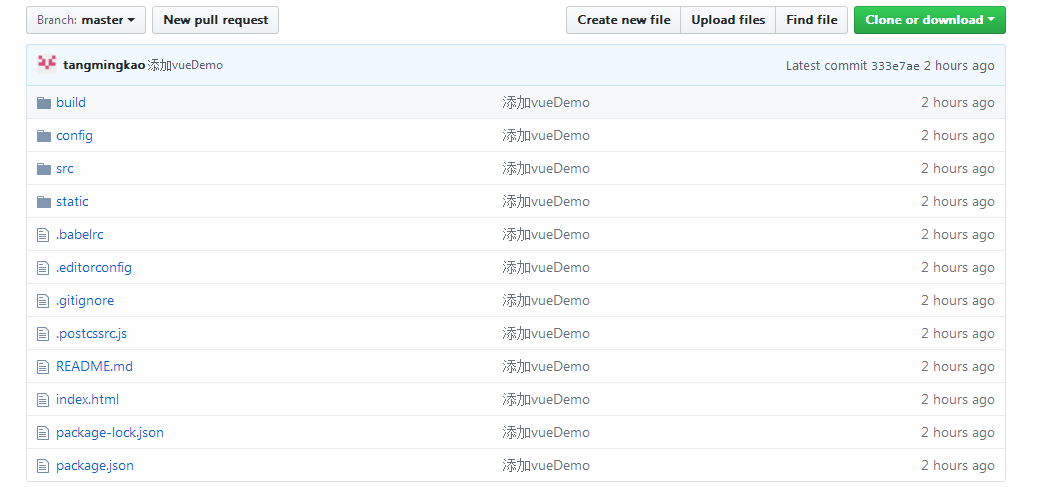 Branch: master New pull request Create new file Upload files Find file Clone or download
tangmingkao 添加vueDemo Latest commit 333e7ae 2 hours ago
build 添加vueDemo 2 hours ago
config 添加vueDemo 2 hours ago
src 添加vueDemo 2 hours ago
static 添加vueDemo 2 hours ago
.babelrc 添加vueDemo 2 hours ago
.editorconfig 添加vueDemo 2 hours ago
.gitignore 添加vueDemo 2 hours ago
.postcssrc.js 添加vueDemo 2 hours ago
README.md 添加vueDemo 2 hours ago
index.html 添加vueDemo 2 hours ago
package-lock.json 添加vueDemo 2 hours ago
package.json 添加vueDemo 2 hours ago